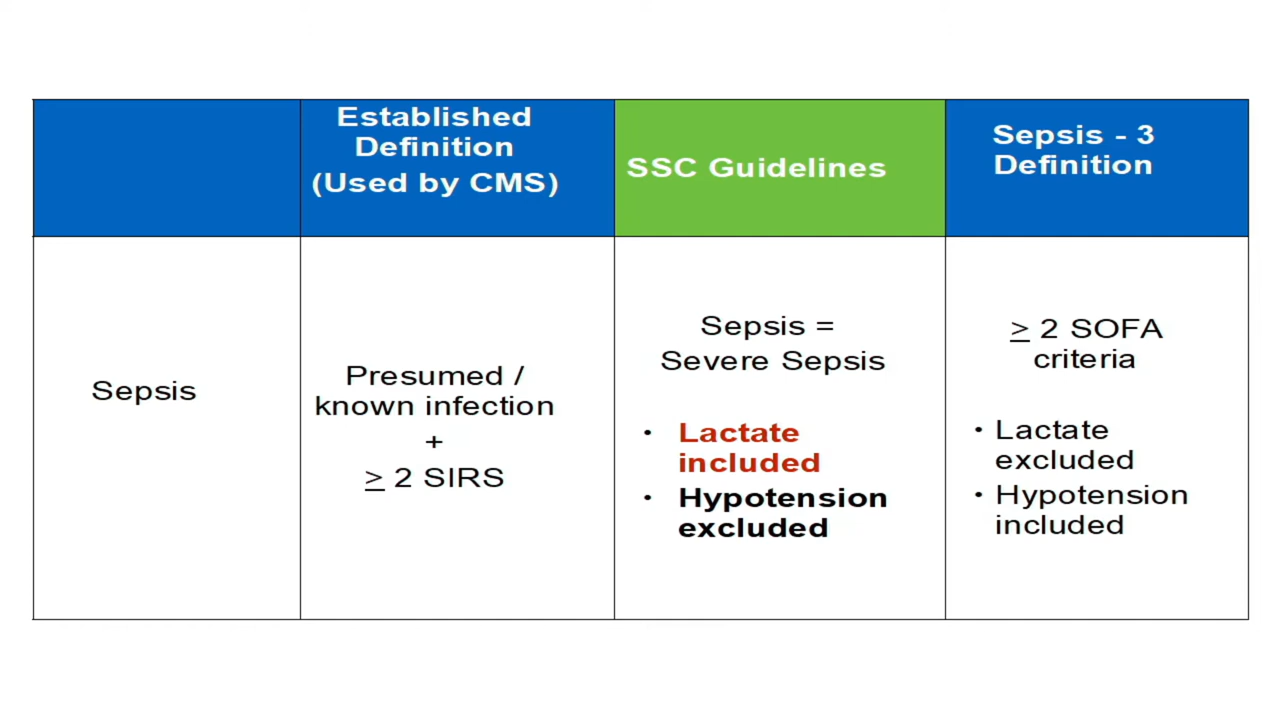 Established
Definition
(Used by CMS)
SSC Guidelines
Sepsis - 3
Definition
Sepsis
Presumed /
known infection
+
≥ 2 SIRS
Sepsis =
Severe Sepsis
• Lactate
included
• Hypotension
excluded
≥ 2 SOFA
criteria
• Lactate
excluded
• Hypotension
included